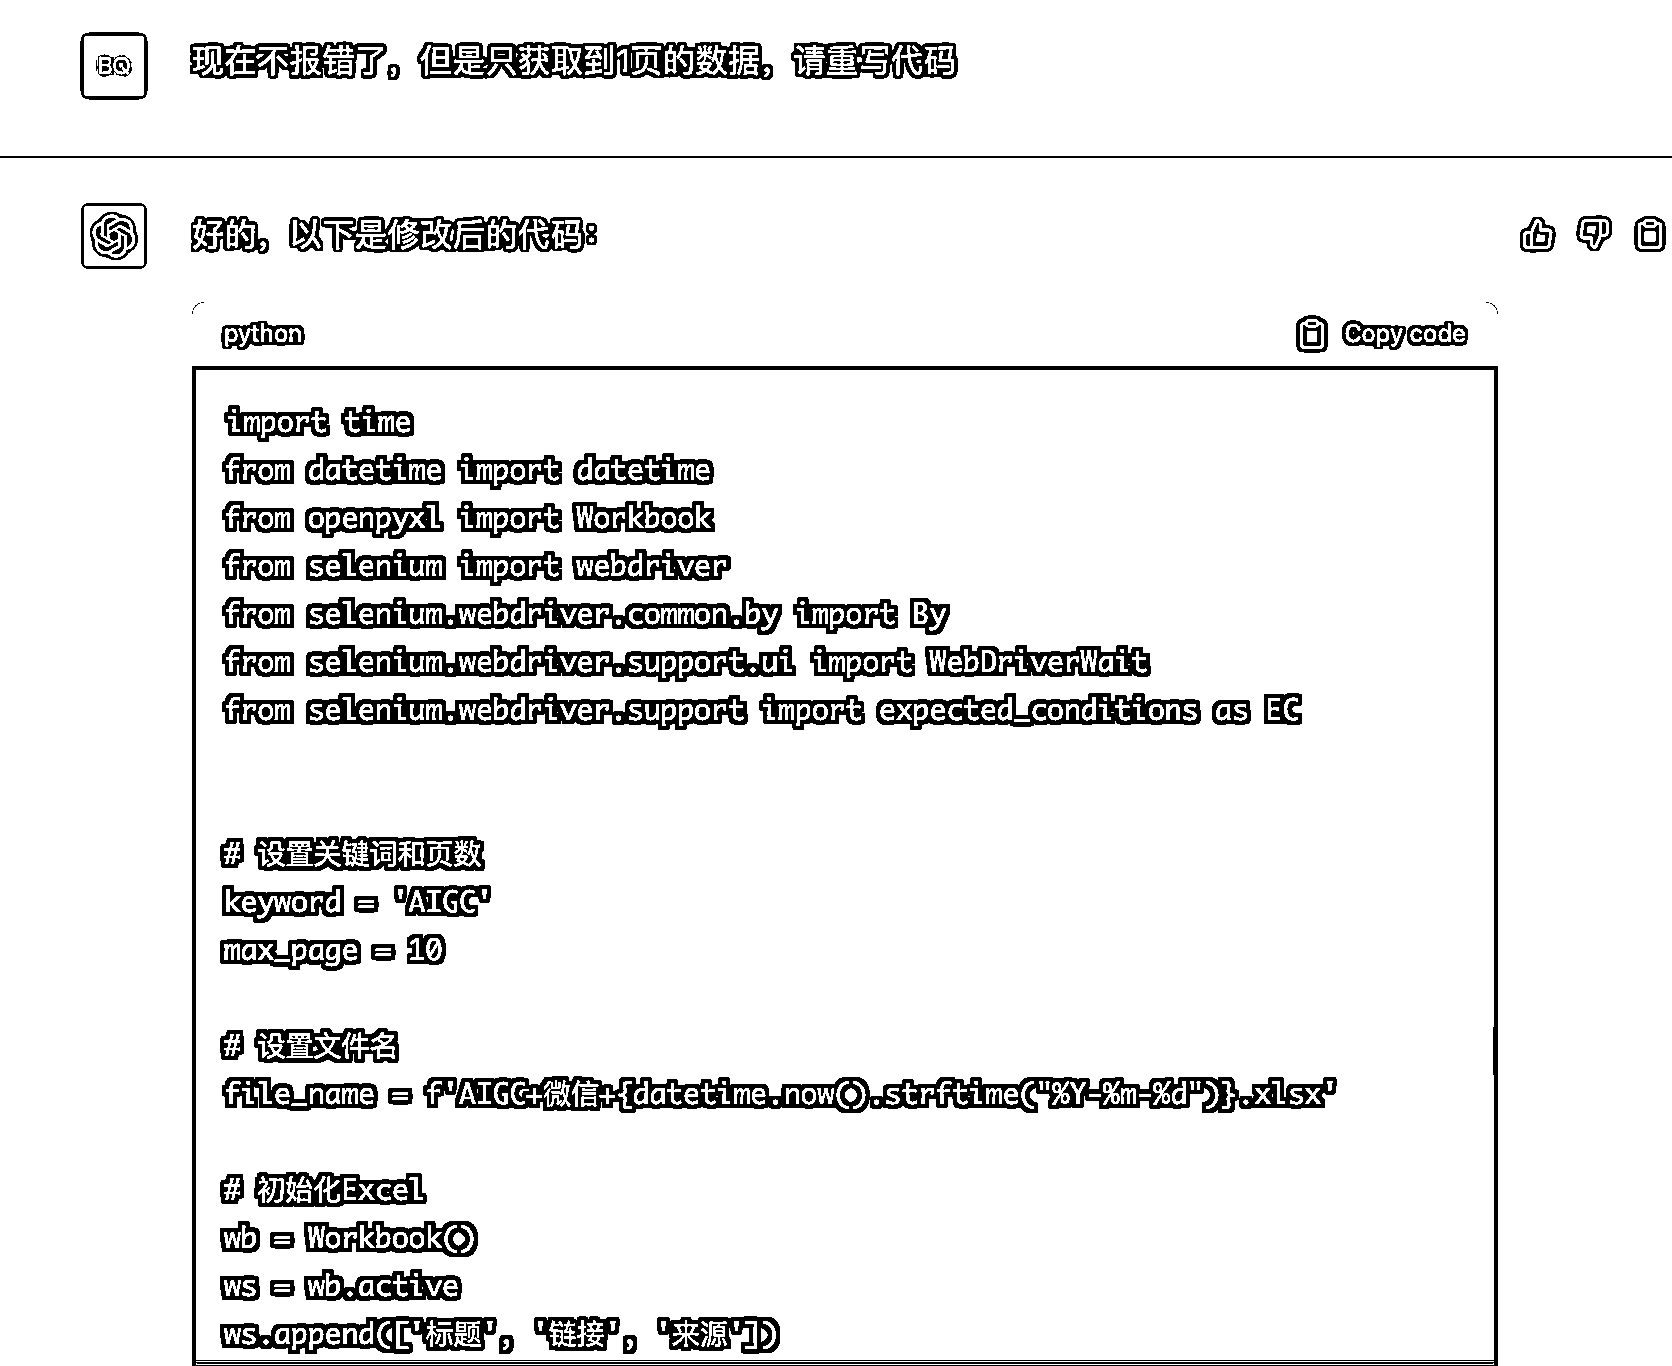 BQ
现在不报错了，但是只获取到1页的数据，请重写代码
好的，以下是修改后的代码：
python
Copy code
import time
from datetime import datetime
from openpyxl import Workbook
from selenium import webdriver
from selenium.webdriver.common.by import By
from selenium.webdriver.support.ui import WebDriverWait
from selenium.webdriver.support import expected_conditions as EC
# 设置关键词和页数
keyword = 'AIGC'
max_page = 10
# 设置文件名
file_name = f'AIGC+微信+{datetime.now().strftime("%Y-%m-%d")}.xlsx'
# 初始化Excel
wb = Workbook()
ws = wb.active
ws.append(['标题', '链接', '来源'])